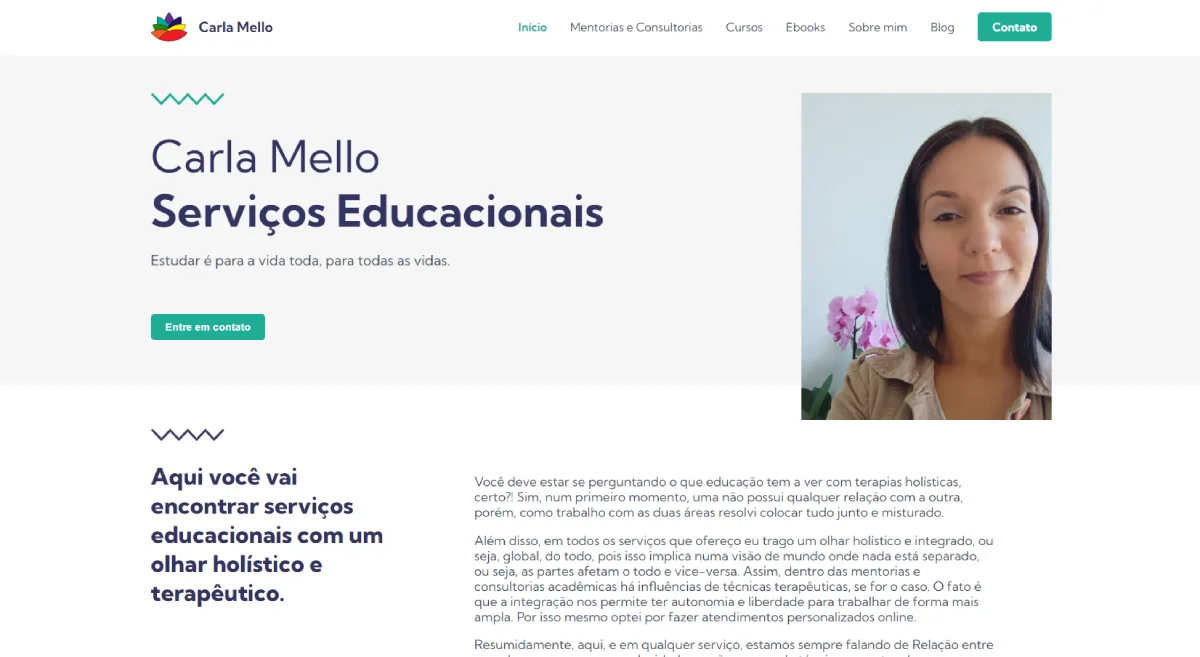 Carla Mello
Início
Mentorias e Consultorias
Cursos
Ebooks
Sobre mim
Blog
Contato
Carla Mello
Serviços Educacionais
Estudar é para a vida toda, para todas as vidas.
Entre em contato
Aqui você vai
encontrar serviços
educacionais com um
olhar holístico e
terapêutico.
Você deve estar se perguntando o que educação tem a ver com terapias holísticas,
certo?! Sim, num primeiro momento, uma não possui qualquer relação com a outra,
porém, como trabalho com as duas áreas resolvi colocar tudo junto e misturado.
Além disso, em todos os serviços que ofereço eu trago um olhar holístico e integrado, ou
seja, global, do todo, pois isso implica numa visão de mundo onde nada está separado,
ou seja, as partes afetam o todo e vice-versa. Assim, dentro das mentorias e
consultorias acadêmicas há influências de técnicas terapêuticas, se for o caso. O fato é
que a integração nos permite ter autonomia e liberdade para trabalhar de forma mais
ampla. Por isso mesmo optei por fazer atendimentos personalizados online.
Resumidamente, aqui, e em qualquer serviço, estamos sempre falando de Relação entre